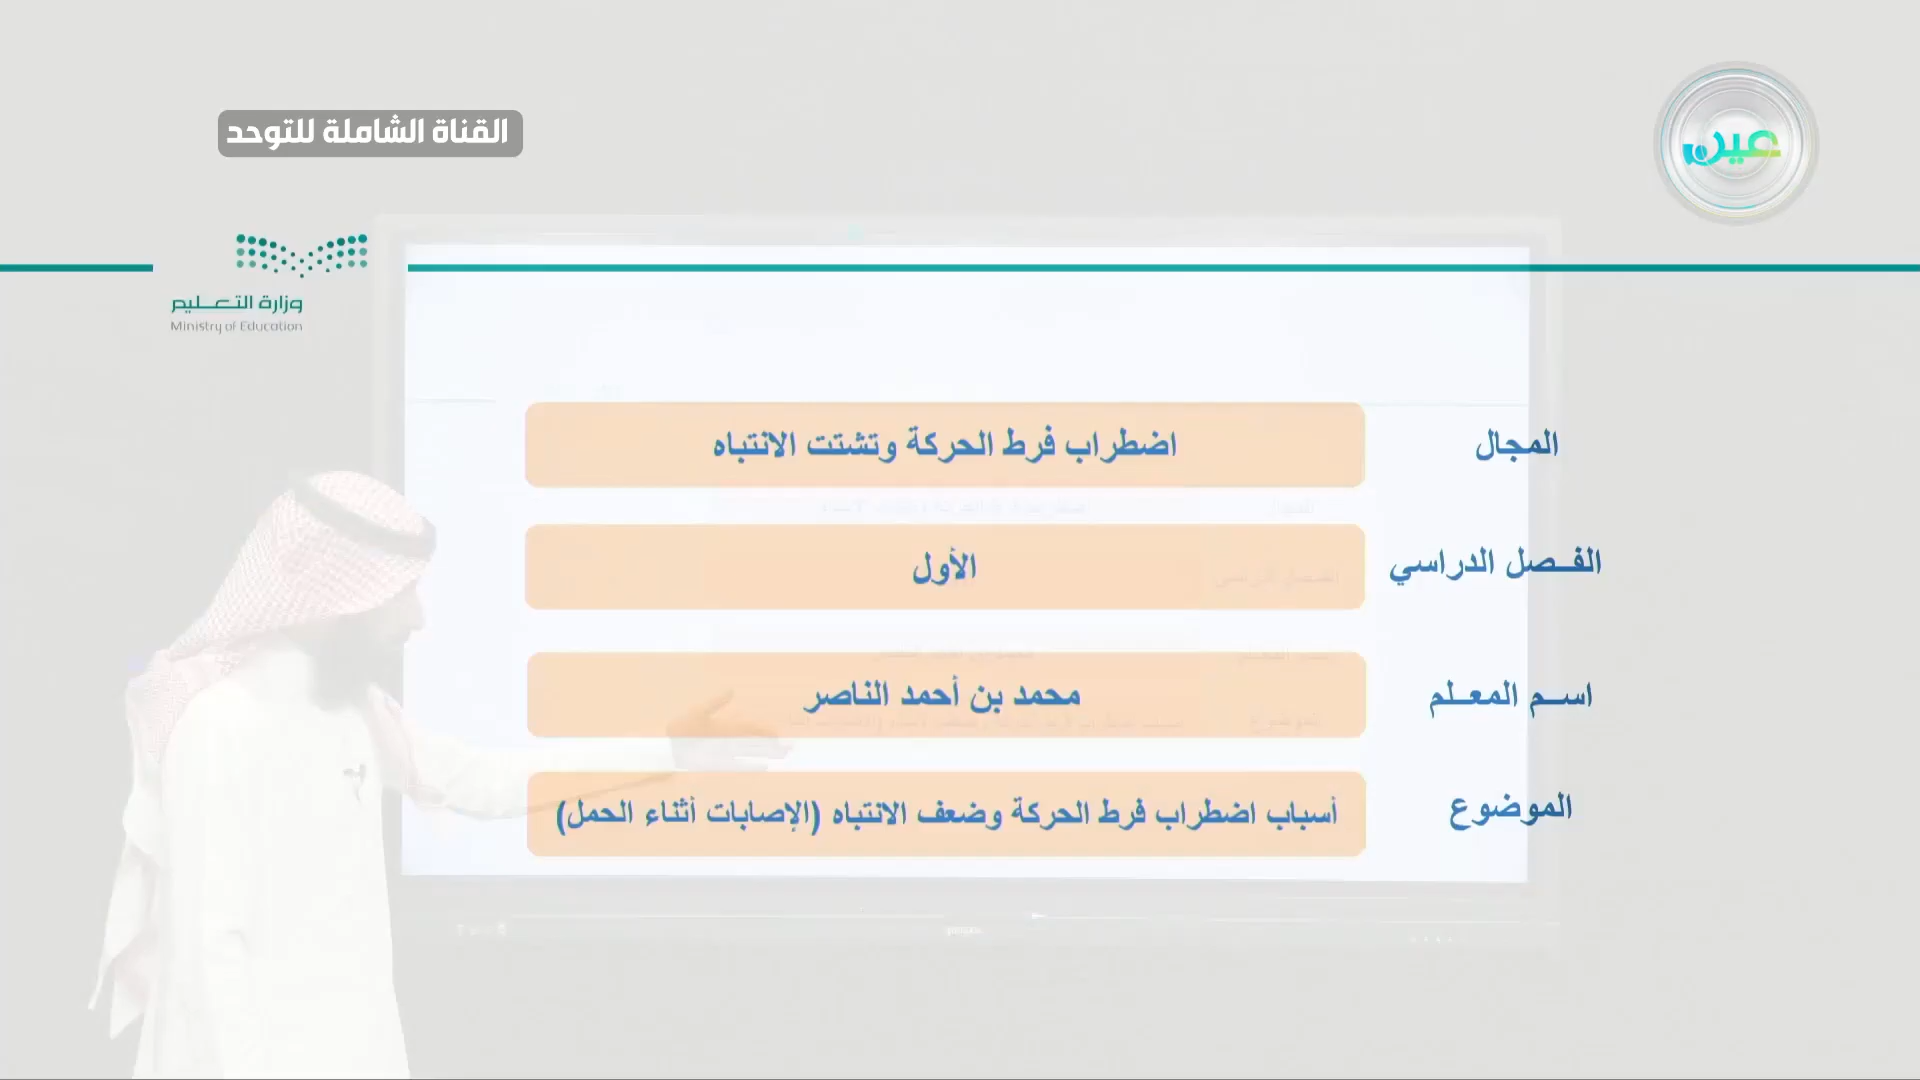 القناة الشاملة للتوحد
عين
وزارة التعليم
Ministry of Education
المجال
اضطراب فرط الحركة وتشتت الانتباه
الفصل الدراسي
الأول
اسم المعلم
محمد بن أحمد الناصر
الموضوع
أسباب اضطراب فرط الحركة وضعف الانتباه (الإصابات أثناء الحمل)